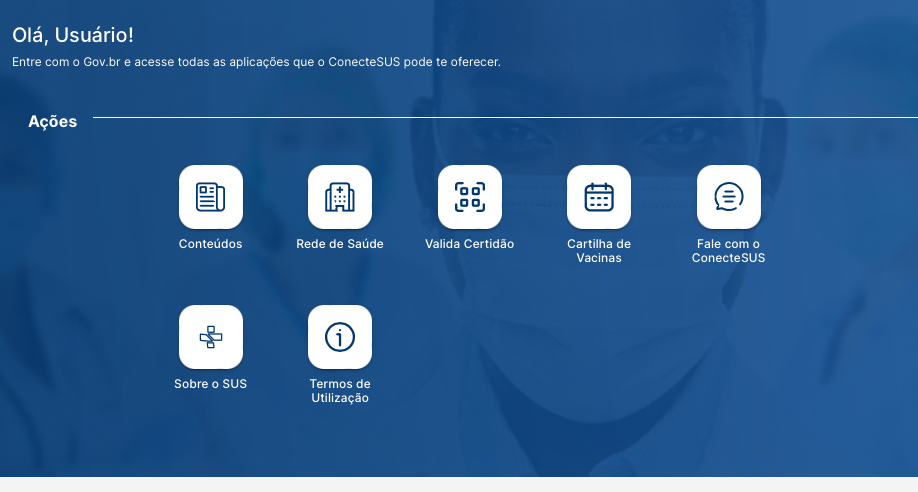 Olá, Usuário!
Entre com o Gov.br e acesse todas as aplicações que o ConecteSUS pode te oferecer.
Ações
Conteúdos
Rede de Saúde
Valida Certidão
Cartilha de
Vacinas
Fale com o
ConecteSUS
Sobre o SUS
Termos de
Utilização